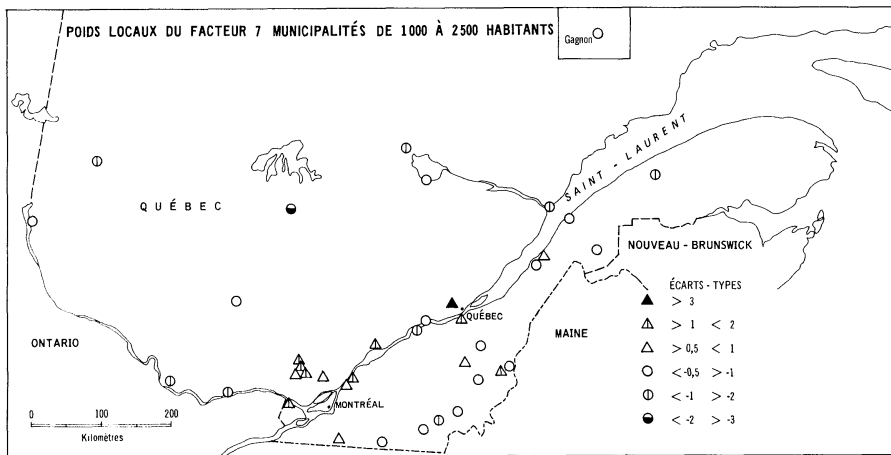 POIDS LOCAUX DU FACTEUR 7 MUNICIPALITÉS DE 1000 À 2500 HABITANTS
Gagnon
SAINT-LAURENT
QUÉBEC
NOUVEAU-BRUNSWICK
ÉCARTS-TYPES
> 3
> 1 < 2
> 0,5 < 1
< -0,5 > -1
< -1 > -2
< -2 > -3
QUÉBEC
MAINE
ONTARIO
MONTRÉAL
0 100 200
Kilomètres